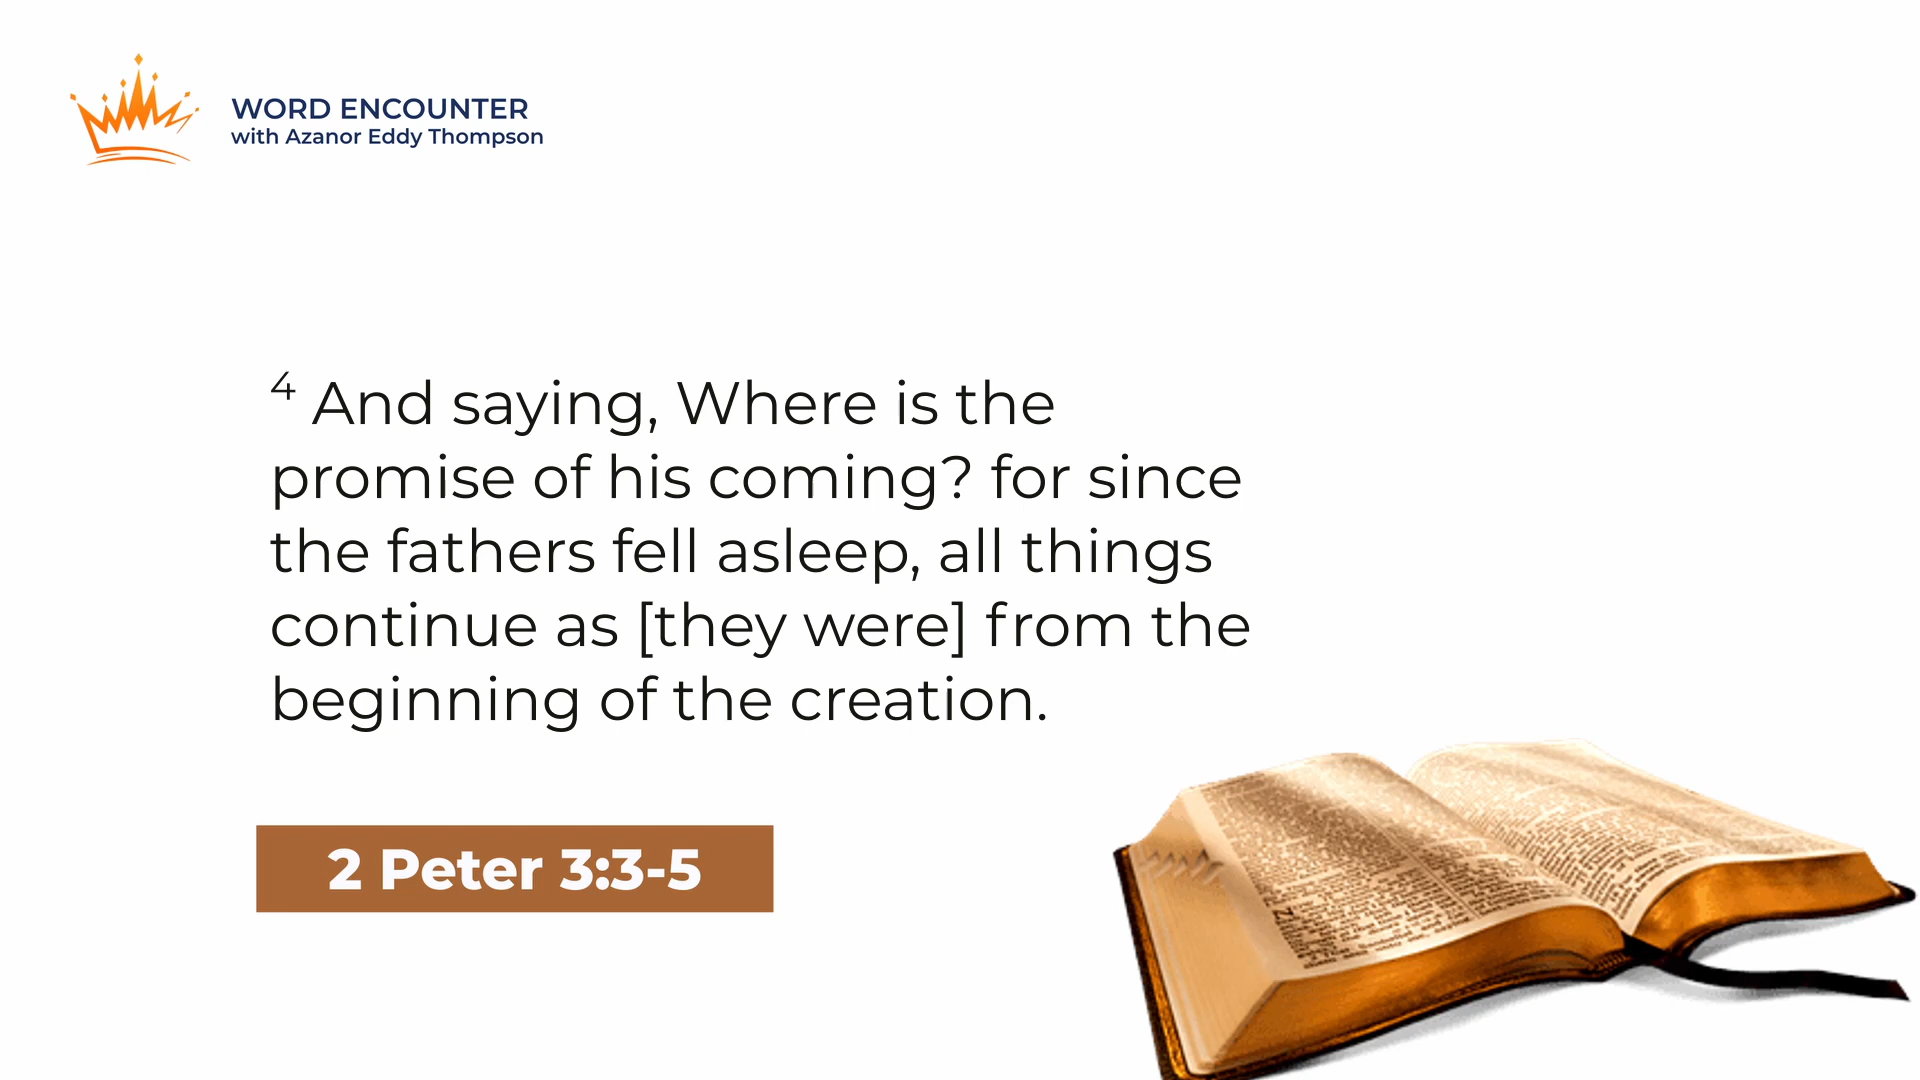 WORD ENCOUNTER
with Azanor Eddy Thompson
4 And saying, Where is the
promise of his coming? for since
the fathers fell asleep, all things
continue as [they were] from the
beginning of the creation.
2 Peter 3:3-5